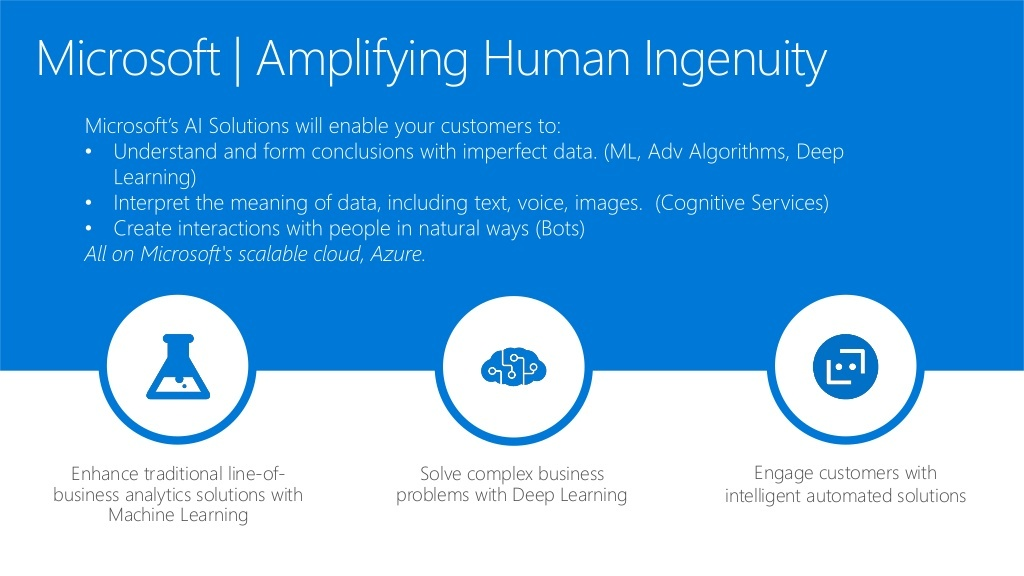 Microsoft | Amplifying Human Ingenuity
Microsoft's AI Solutions will enable your customers to:
• Understand and form conclusions with imperfect data. (ML, Adv Algorithms, Deep
Learning)
• Interpret the meaning of data, including text, voice, images.  (Cognitive Services)
• Create interactions with people in natural ways (Bots)
All on Microsoft's scalable cloud, Azure.
Enhance traditional line-of-
business analytics solutions with
Machine Learning
Solve complex business
problems with Deep Learning
Engage customers with
intelligent automated solutions